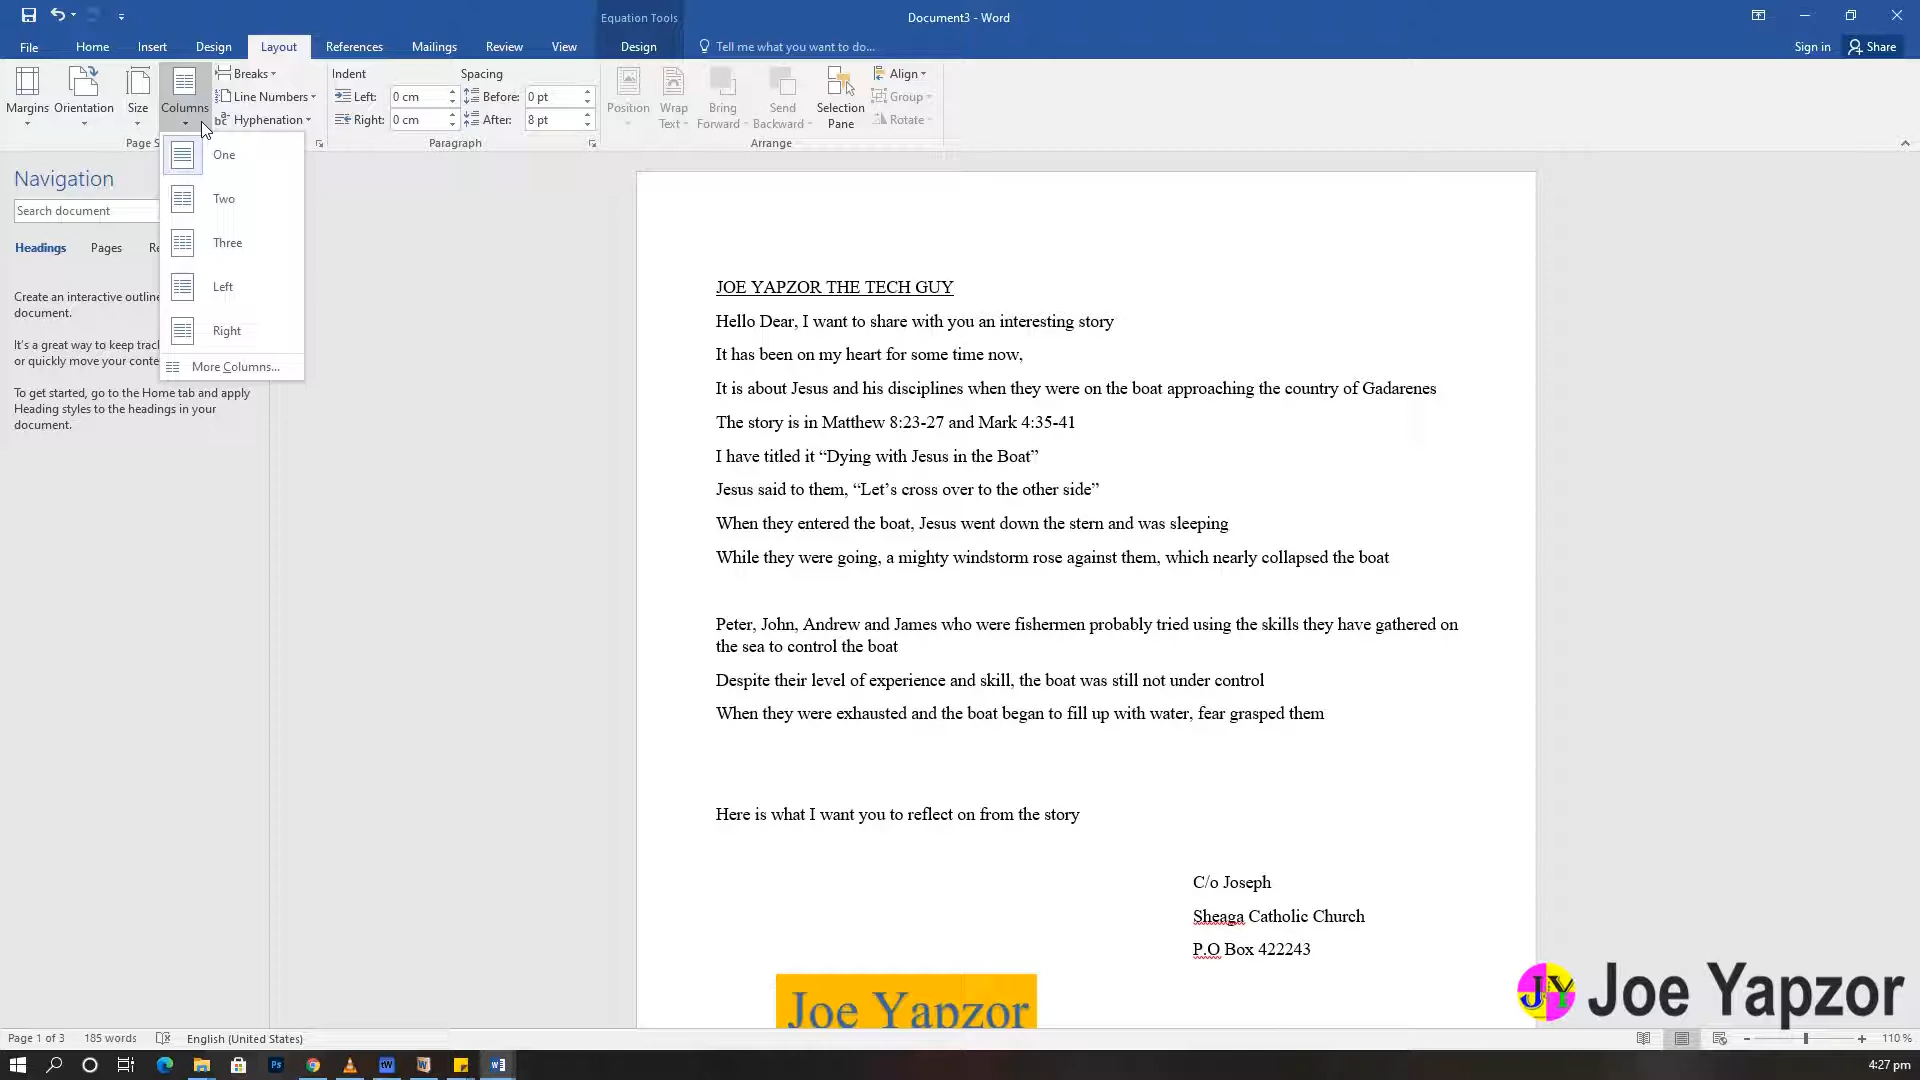 Equation Tools
Document3 - Word
File
Home
Insert
Design
Layout
References
Mailings
Review
View
Design
Tell me what you want to do...
Sign in
Share
Margins
Orientation
Size
Columns
Breaks
Line Numbers
Hyphenation
Page S
Indent
Left: 0 cm
Right: 0 cm
Spacing
Before: 0 pt
After: 8 pt
Paragraph
Position
Wrap Text
Bring Forward
Send Backward
Selection Pane
Align
Group
Rotate
Arrange
One
Two
Three
Left
Right
More Columns...
Navigation
Search document
Headings
Pages
Re
Create an interactive outline
document.
It's a great way to keep track
or quickly move your conte
To get started, go to the Home tab and apply
Heading styles to the headings in your
document.
JOE YAPZOR THE TECH GUY
Hello Dear, I want to share with you an interesting story
It has been on my heart for some time now,
It is about Jesus and his disciplines when they were on the boat approaching the country of Gadarenes
The story is in Matthew 8:23-27 and Mark 4:35-41
I have titled it “Dying with Jesus in the Boat”
Jesus said to them, “Let’s cross over to the other side”
When they entered the boat, Jesus went down the stern and was sleeping
While they were going, a mighty windstorm rose against them, which nearly collapsed the boat
Peter, John, Andrew and James who were fishermen probably tried using the skills they have gathered on
the sea to control the boat
Despite their level of experience and skill, the boat was still not under control
When they were exhausted and the boat began to fill up with water, fear grasped them
Here is what I want you to reflect on from the story
C/o Joseph
Sheaga Catholic Church
P.O Box 422243
Joe Yapzor
JY Joe Yapzor
Page 1 of 3
185 words
English (United States)
110 %
4:27 pm